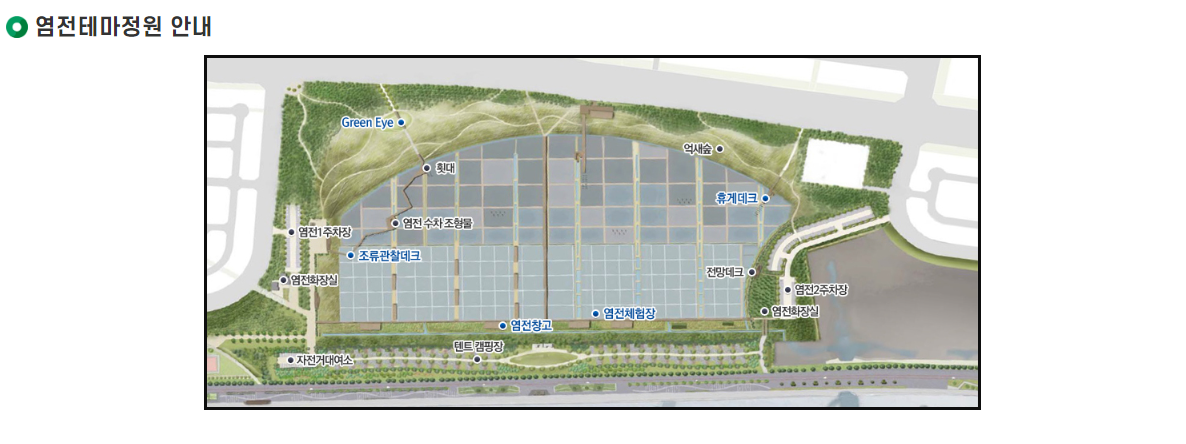 염전테마정원 안내
Green Eye
억새숲
횃대
휴게데크
염전 수차 조형물
염전1주차장
조류관찰데크
전망데크
염전화장실
염전2주차장
염전화장실
염전체험장
염전창고
텐트 캠핑장
자전거대여소